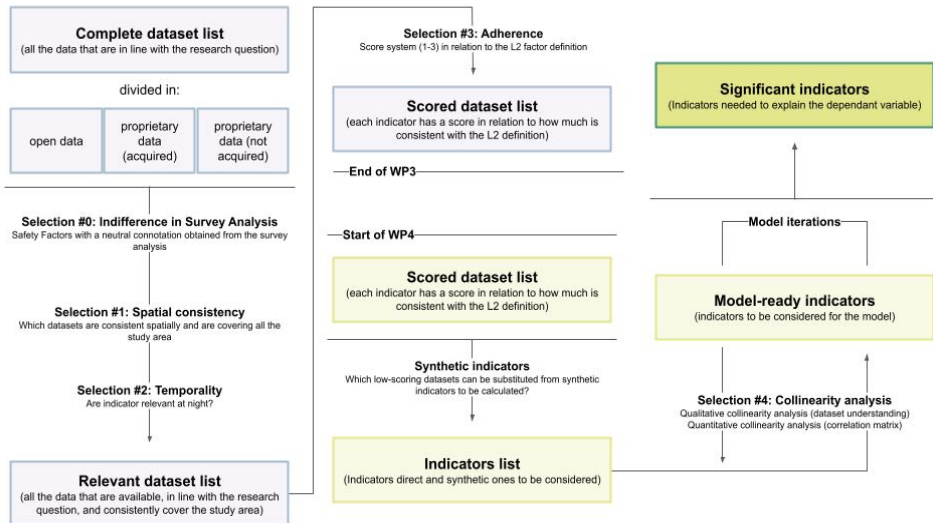 Complete dataset list
(all the data that are in line with the research question)
divided in:
open data
proprietary
data
(acquired)
proprietary
data (not
acquired)
Selection #0: Indifference in Survey Analysis
Safety Factors with a neutral connotation obtained from the survey
analysis
Selection #1: Spatial consistency
Which datasets are consistent spatially and are covering all the
study area
Selection #2: Temporality
Are indicator relevant at night?
Relevant dataset list
(all the data that are available, in line with the research
question, and consistently cover the study area)
Selection #3: Adherence
Score system (1-3) in relation to the L2 factor definition
Scored dataset list
(each indicator has a score in relation to how much is
consistent with the L2 definition)
End of WP3
Start of WP4
Scored dataset list
(each indicator has a score in relation to how much is
consistent with the L2 definition)
Synthetic indicators
Which low-scoring datasets can be substituted from synthetic
indicators to be calculated?
Indicators list
(Indicators direct and synthetic ones to be considered)
Significant indicators
(Indicators needed to explain the dependant variable)
Model iterations
Model-ready indicators
(indicators to be considered for the model)
Selection #4: Collinearity analysis
Qualitative collinearity analysis (dataset understanding)
Quantitative collinearity analysis (correlation matrix)